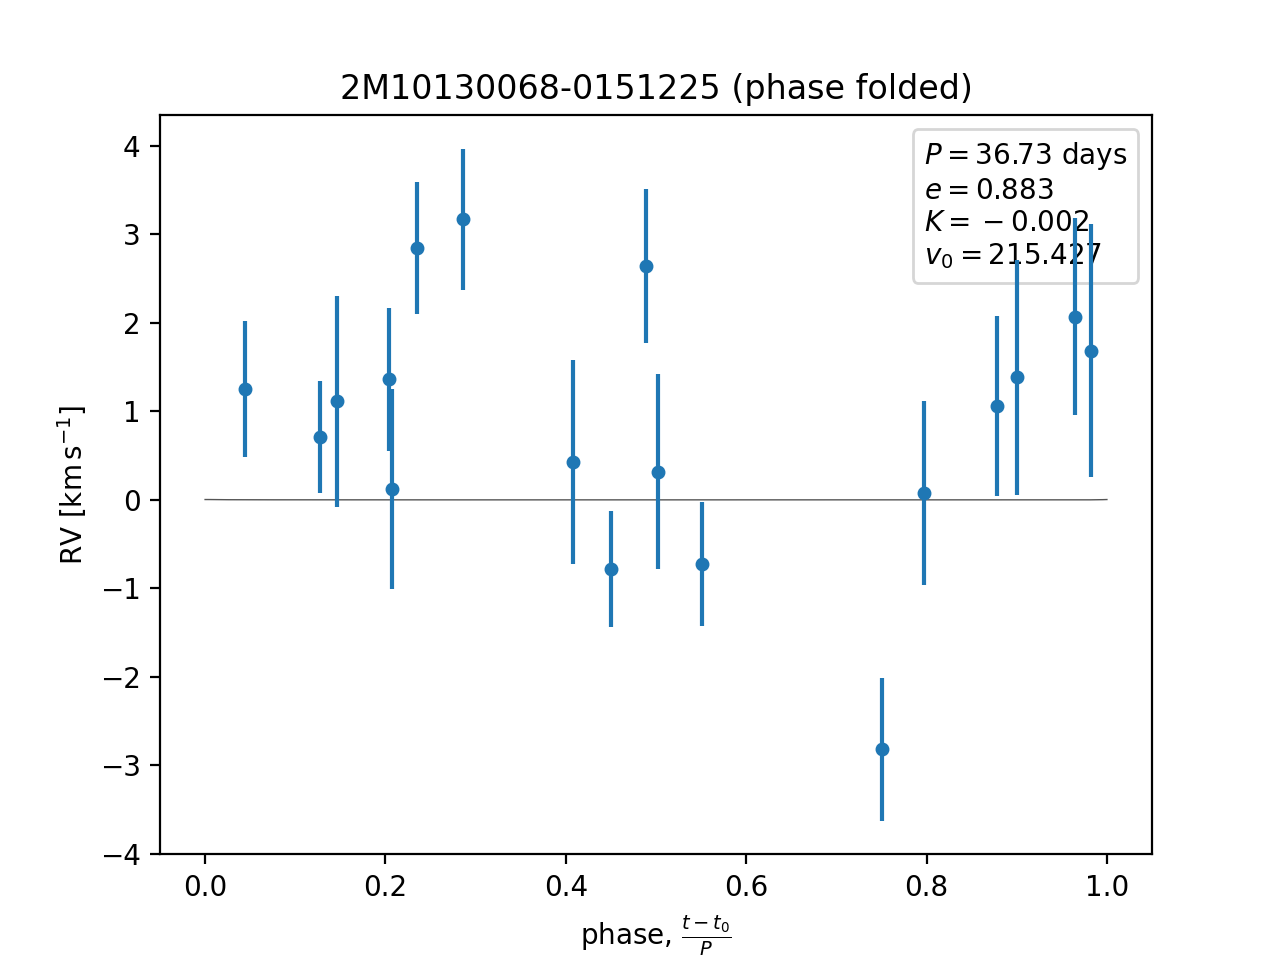 2M10130068-0151225 (phase folded)
P = 36.73 days
e = 0.883
K = −0.002
v₀ = 215.427
4
3
2
1
0
−1
−2
−3
−4
RV [km s⁻¹]
0.0 0.2 0.4 0.6 0.8 1.0
phase, (t − t₀)/P